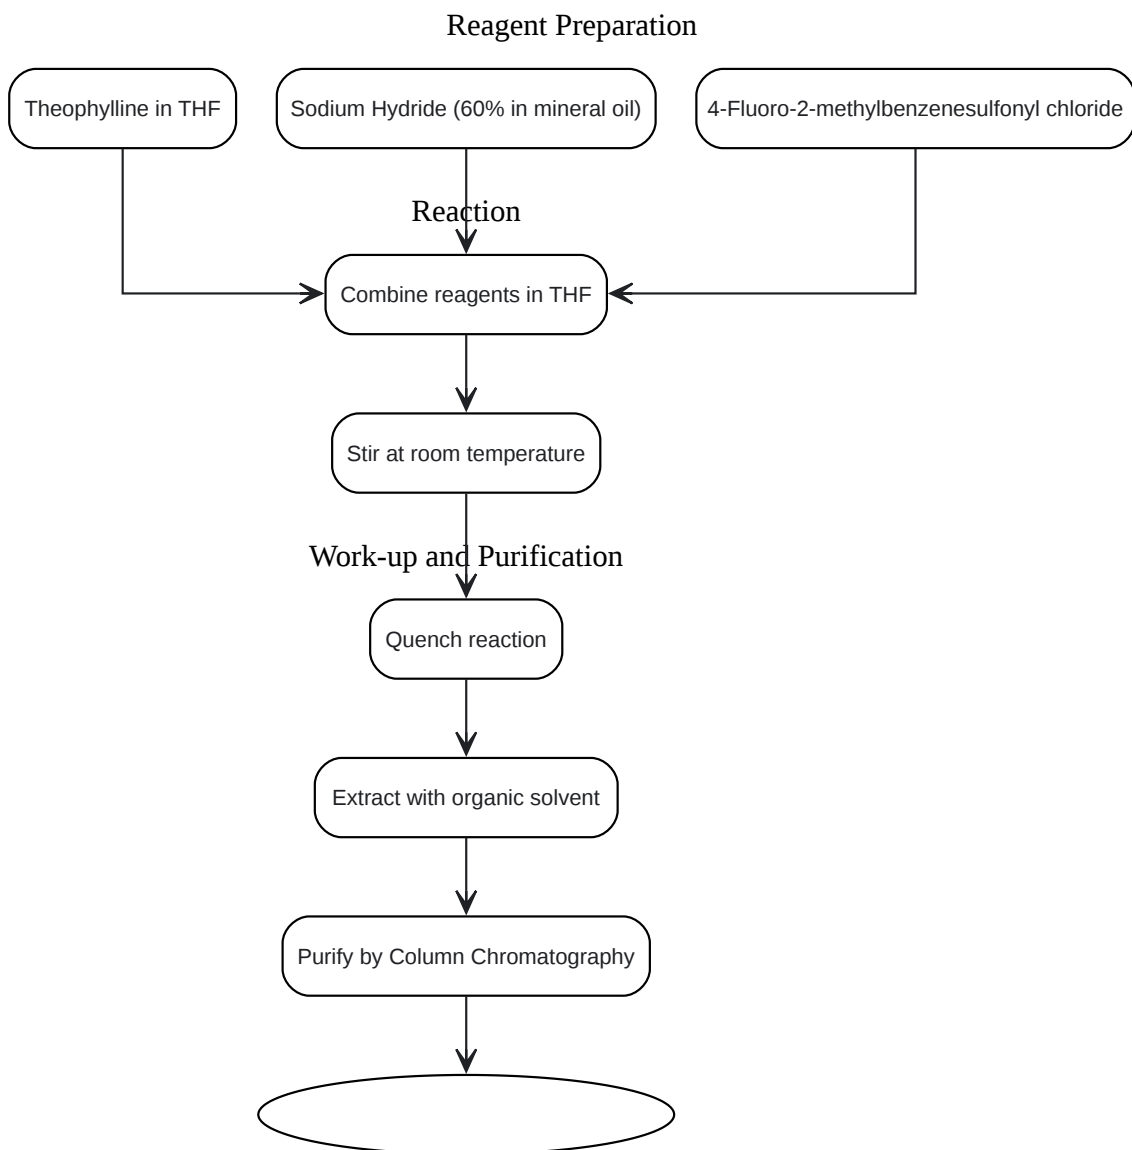 Reagent Preparation
Theophylline in THF
Sodium Hydride (60% in mineral oil)
4-Fluoro-2-methylbenzenesulfonyl chloride
Reaction
Combine reagents in THF
Stir at room temperature
Work-up and Purification
Quench reaction
Extract with organic solvent
Purify by Column Chromatography